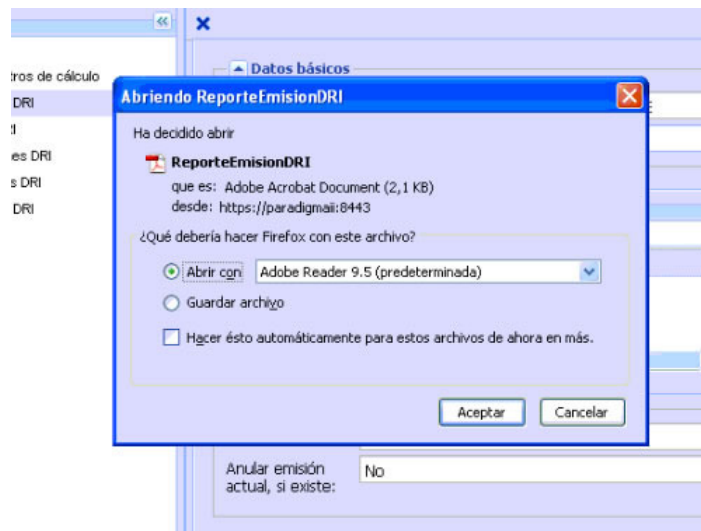 Datos básicos
tros de cálculo
DRI
es DRI
s DRI
DRI
Abriendo ReporteEmisionDRI
Ha decidido abrir
ReporteEmisionDRI
que es: Adobe Acrobat Document (2,1 KB)
desde: https://paradigmaii:8443
¿Qué debería hacer Firefox con este archivo?
Abrir con Adobe Reader 9.5 (predeterminada)
Guardar archivo
Hacer ésto automáticamente para estos archivos de ahora en más.
Aceptar Cancelar
Anular emisión No
actual, si existe: